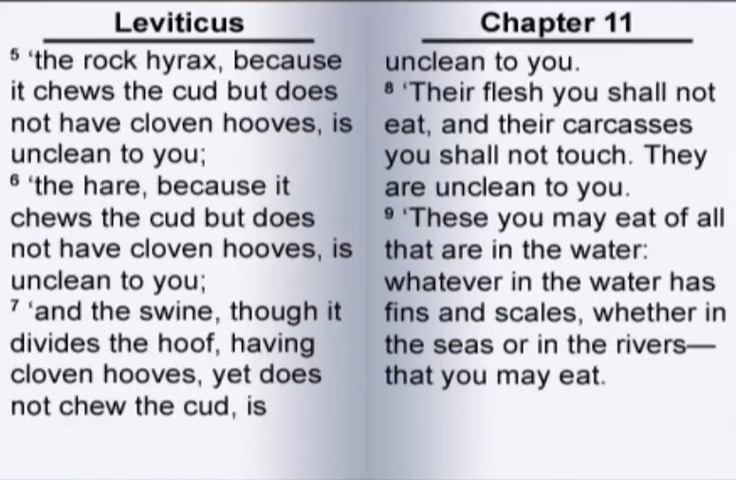 Leviticus
5 ‘the rock hyrax, because
it chews the cud but does
not have cloven hooves, is
unclean to you;
6 ‘the hare, because it
chews the cud but does
not have cloven hooves, is
unclean to you;
7 ‘and the swine, though it
divides the hoof, having
cloven hooves, yet does
not chew the cud, is
Chapter 11
unclean to you.
8 ‘Their flesh you shall not
eat, and their carcasses
you shall not touch. They
are unclean to you.
9 ‘These you may eat of all
that are in the water:
whatever in the water has
fins and scales, whether in
the seas or in the rivers—
that you may eat.